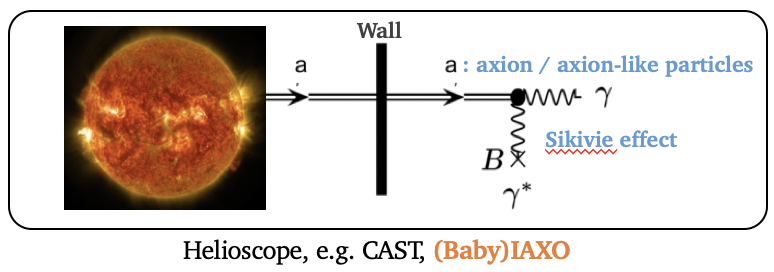 Wall
a
a : axion / axion-like particles
γ
Sikivie effect
B
γ*
Helioscope, e.g. CAST, (Baby)IAXO